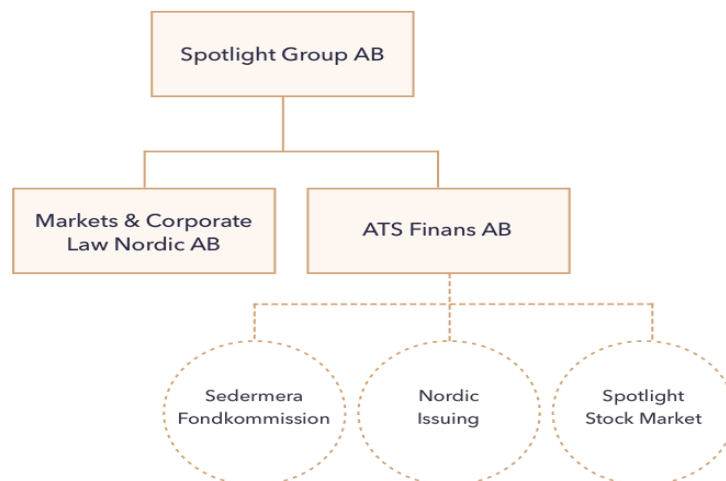 Spotlight Group AB
Markets & Corporate
Law Nordic AB
ATS Finans AB
Sedermera
Fondkommission
Nordic
Issuing
Spotlight
Stock Market